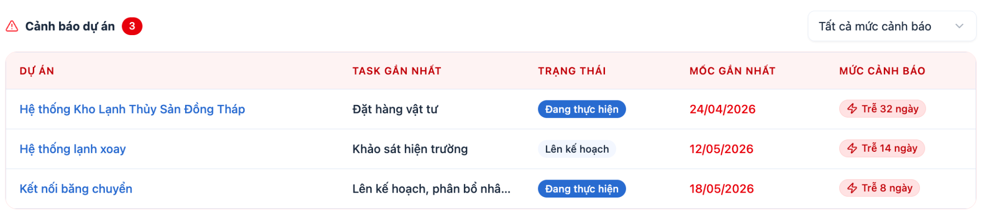 Cảnh báo dự án 3
Tất cả mức cảnh báo
DỰ ÁN TASK GẦN NHẤT TRẠNG THÁI MỐC GẦN NHẤT MỨC CẢNH BÁO
Hệ thống Kho Lạnh Thủy Sản Đồng Tháp Đặt hàng vật tư Đang thực hiện 24/04/2026 Trễ 32 ngày
Hệ thống lạnh xoay Khảo sát hiện trường Lên kế hoạch 12/05/2026 Trễ 14 ngày
Kết nối băng chuyển Lên kế hoạch, phân bổ nhâ... Đang thực hiện 18/05/2026 Trễ 8 ngày